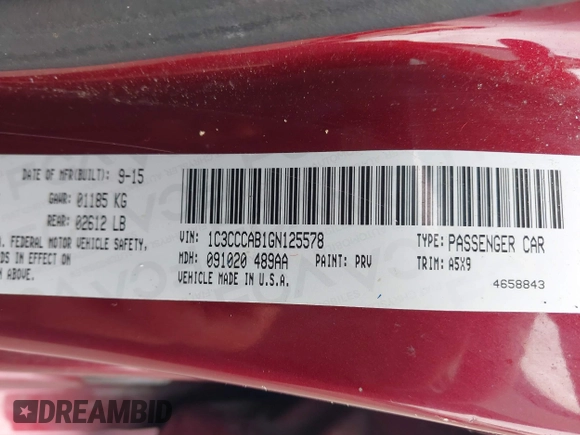 DATE OF MFR(BUILT): 9-15
GAWR: 01185 KG
REAR: 02612 LB
FEDERAL MOTOR VEHICLE SAFETY,
DS IN EFFECT ON
ABOVE.
VIN: 1C3CCCAB1GN125578
TYPE: PASSENGER CAR
MDH: 091020 489AA
PAINT: PRV
TRIM: A5X9
VEHICLE MADE IN U.S.A.
4658843
DREAMBID